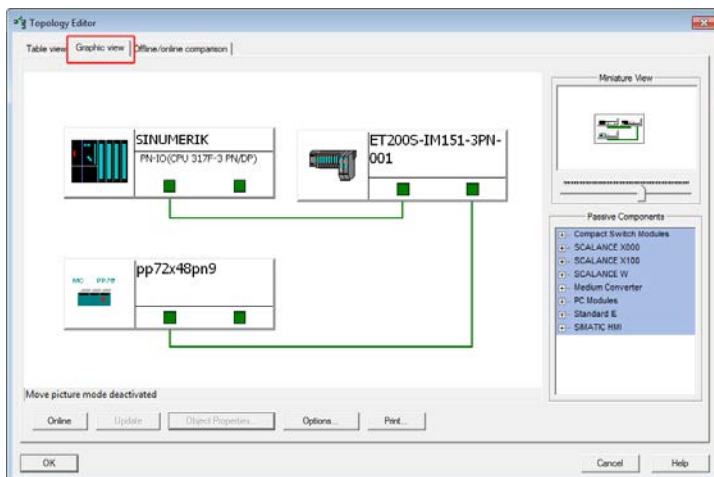 Topology Editor
Table view
Graphic view
Offline/online comparison
SINUMERIK
PN-IO(CPU 317F-3 PN/DP)
ET200S-IM151-3PN-
001
pp72x48pn9
Move picture mode deactivated
Online
Update
Object Properties...
Options...
Print...
Miniature View
Passive Components
Compact Switch Modules
SCALANCE X000
SCALANCE X100
SCALANCE W
Medium Converter
PC Modules
Standard IE
SIMATIC HMI
OK
Cancel
Help